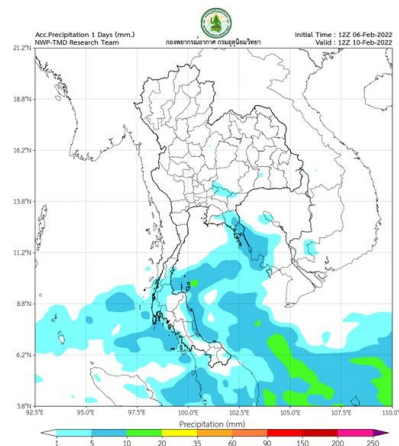 Acc.Precipitation 1 Days (mm.)
NWP-TMD Research Team
กองพยากรณ์อากาศ กรมอุตุนิยมวิทยา
Initial Time : 12Z 06-Feb-2022
Valid : 12Z 10-Feb-2022
21.2°N
18.8°N
16.2°N
13.8°N
11.2°N
8.8°N
6.2°N
3.8°N
92.5°E 95.0°E 97.5°E 100.0°E 102.5°E 105.0°E 107.5°E 110.0°E
Precipitation (mm)
1 5 10 20 35 60 90 150 200 250